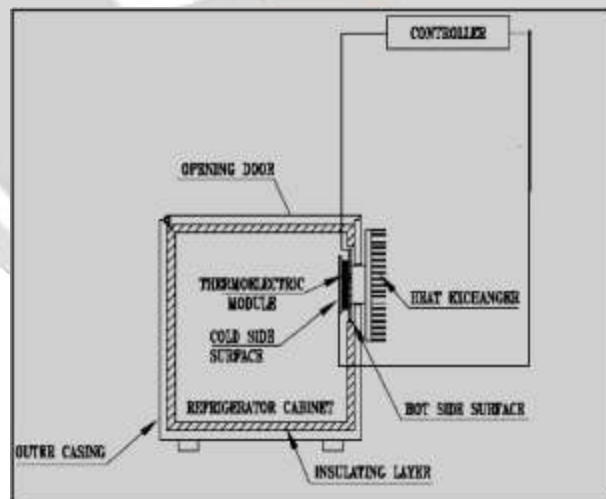 CONTROLLER
OPENING DOOR
THERMOELECTRIC
MODULE
HEAT EXCHANGER
COLD SIDE
SURFACE
REFRIGERATOR CABINET
HOT SIDE SURFACE
OUTER CASING
INSULATING LAYER